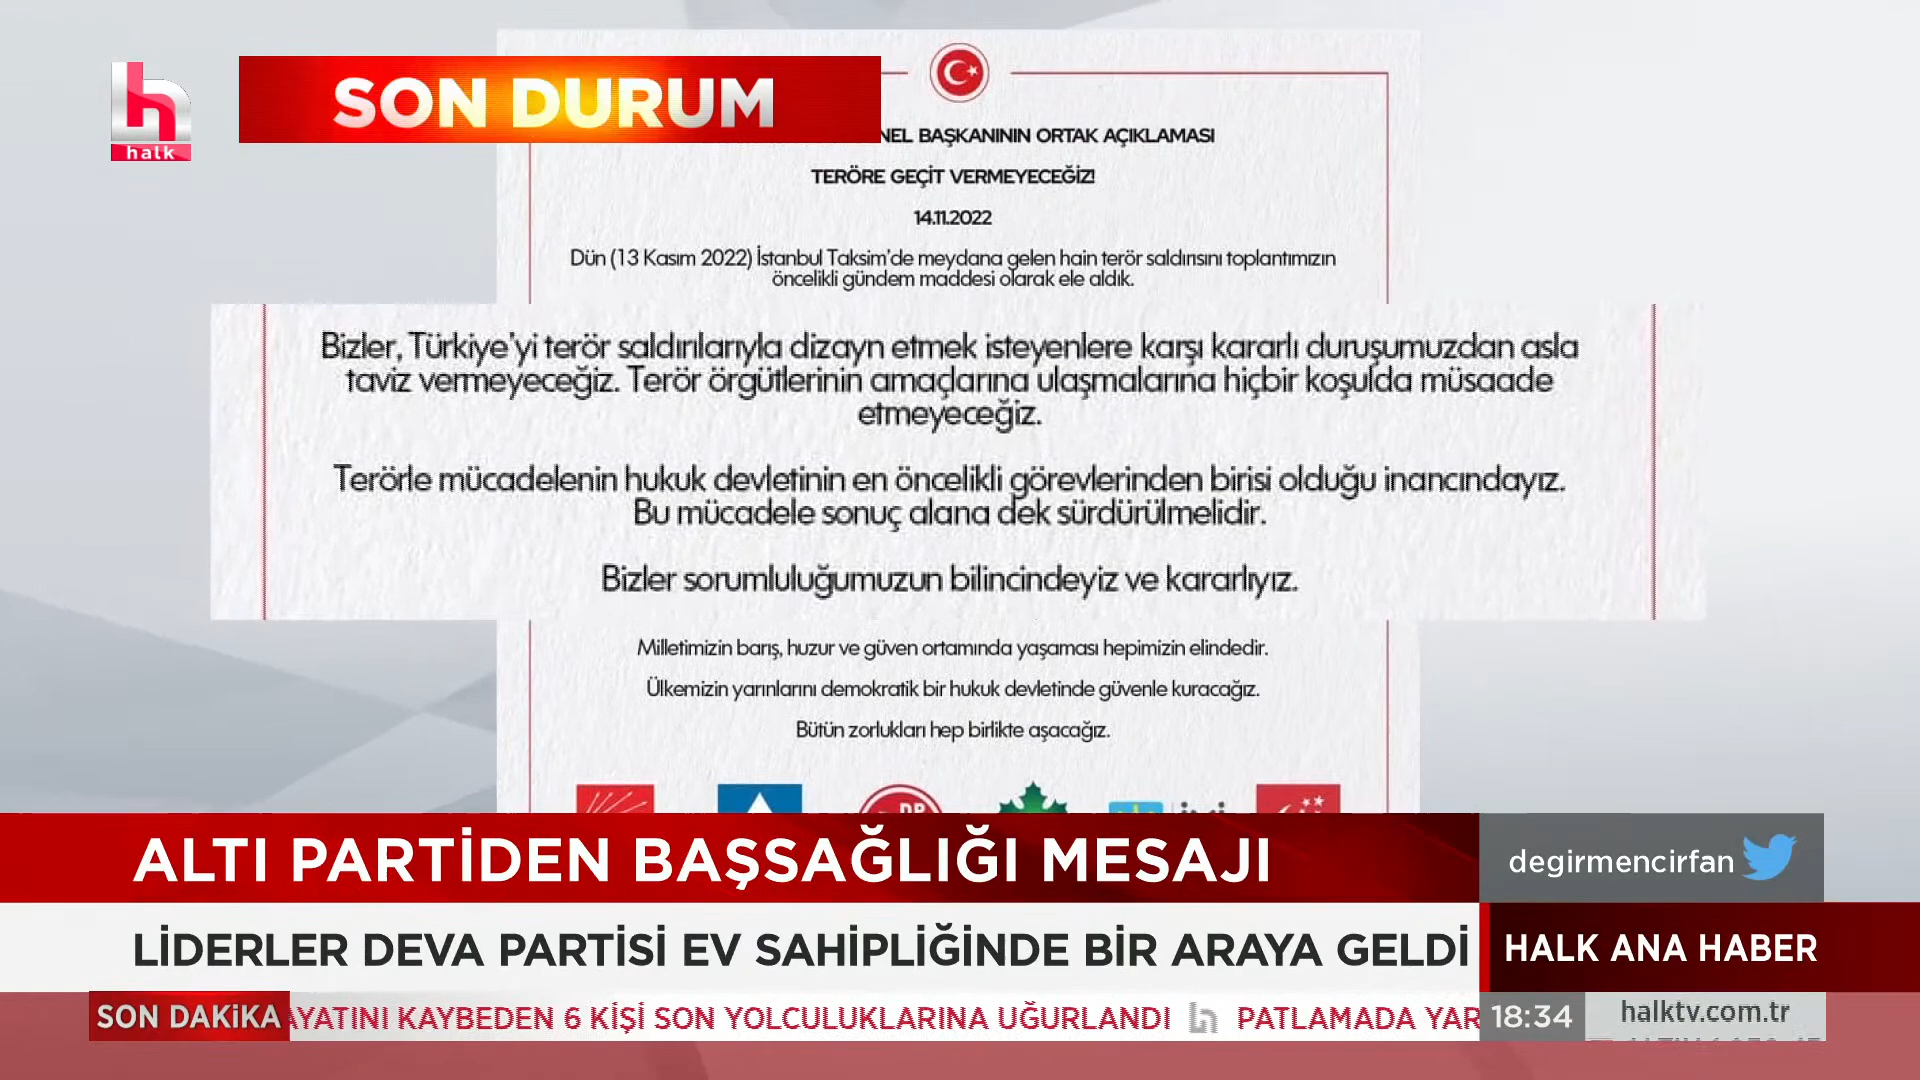 halk
SON DURUM
BAŞKANININ ORTAK AÇIKLAMASI
TERÖRE GEÇİT VERMEYECEĞİZ!
14.11.2022
Dün (13 Kasım 2022) İstanbul Taksim'de meydana gelen hain terör saldırısını toplantımızın
öncelikli gündem maddesi olarak ele aldık.
Bizler, Türkiye'yi terör saldırılarıyla dizayn etmek isteyenlere karşı kararlı duruşumuzdan asla
taviz vermeyeceğiz. Terör örgütlerinin amaçlarına ulaşmalarına hiçbir koşulda müsaade
etmeyeceğiz.
Terörle mücadelenin hukuk devletinin en öncelikli görevlerinden birisi olduğu inancındayız.
Bu mücadele sonuç alana dek sürdürülmelidir.
Bizler sorumluluğumuzun bilincindeyiz ve kararlıyız.
Milletimizin barış, huzur ve güven ortamında yaşaması hepimizin elindedir.
Ülkemizin yarınlarını demokratik bir hukuk devletinde güvenle kuracağız.
Bütün zorlukları hep birlikte aşacağız.
DP
ALTI PARTİDEN BAŞSAĞLIĞI MESAJI
degirmencirfan
LİDERLER DEVA PARTİSİ EV SAHİPLİĞİNDE BİR ARAYA GELDİ
HALK ANA HABER
SON DAKİKA
AYATINI KAYBEDEN 6 KİŞİ SON YOLCULUKLARINA UĞURLANDI
PATLAMADA YAR
18:34
halktv.com.tr